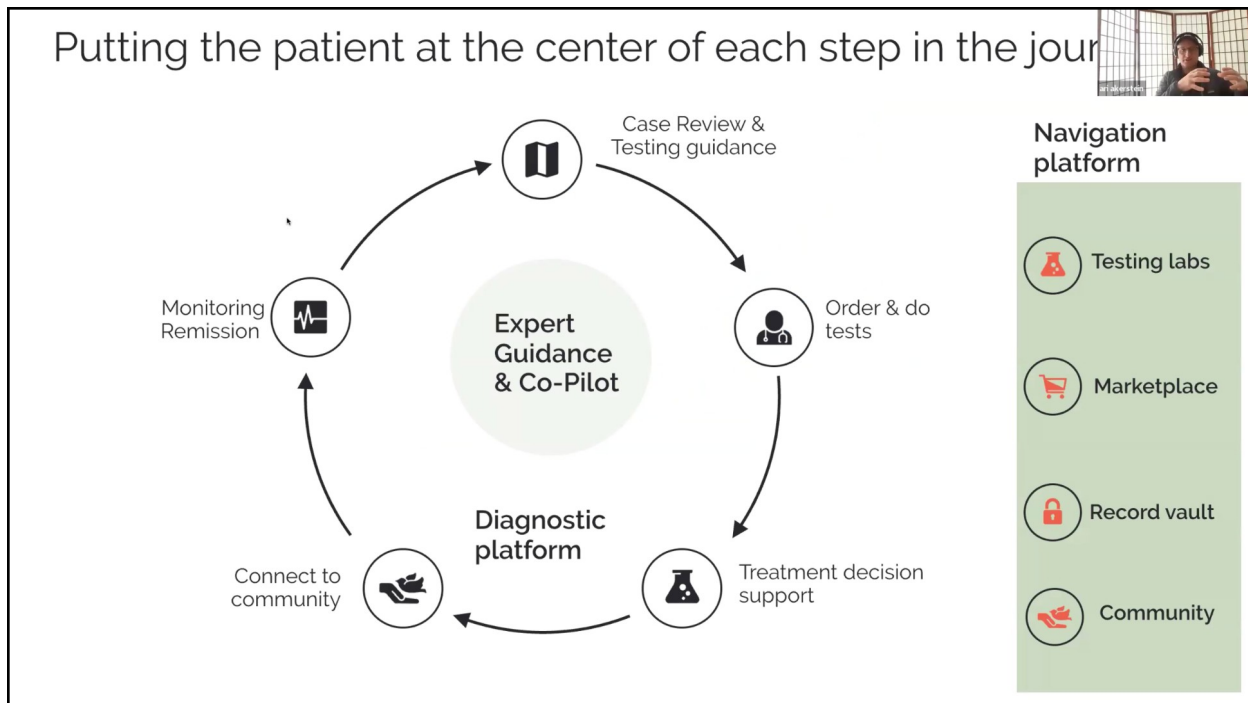 Putting the patient at the center of each step in the jour
ari akerstein
Case Review &
Testing guidance
Navigation
platform
Testing labs
Order & do
tests
Monitoring
Remission
Expert
Guidance
& Co-Pilot
Marketplace
Record vault
Diagnostic
platform
Treatment decision
support
Connect to
community
Community